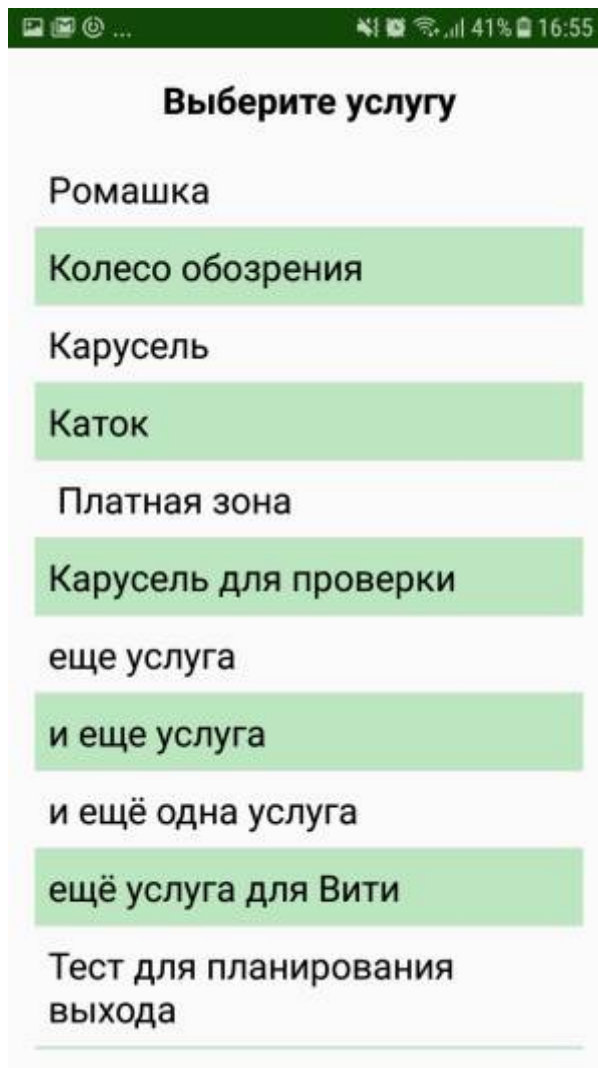 ... 41% 16:55
Выберите услугу
Ромашка
Колесо обозрения
Карусель
Каток
Платная зона
Карусель для проверки
еще услуга
и еще услуга
и ещё одна услуга
ещё услуга для Вити
Тест для планирования
выхода